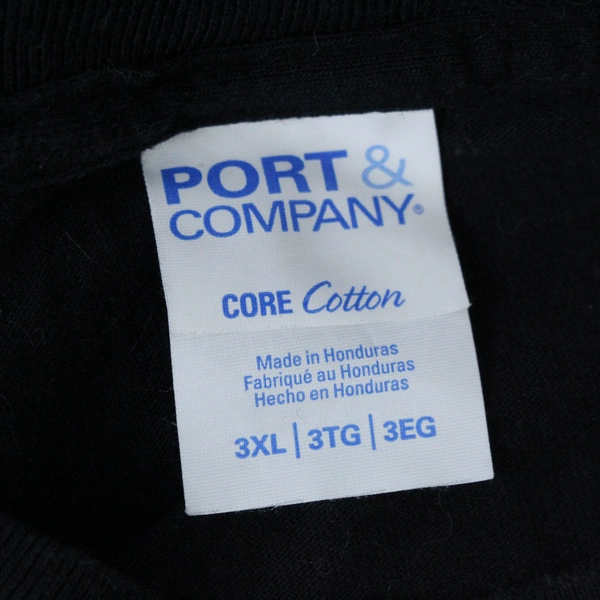 PORT &
COMPANY®
CORE Cotton
Made in Honduras
Fabriqué au Honduras
Hecho en Honduras
3XL | 3TG | 3EG